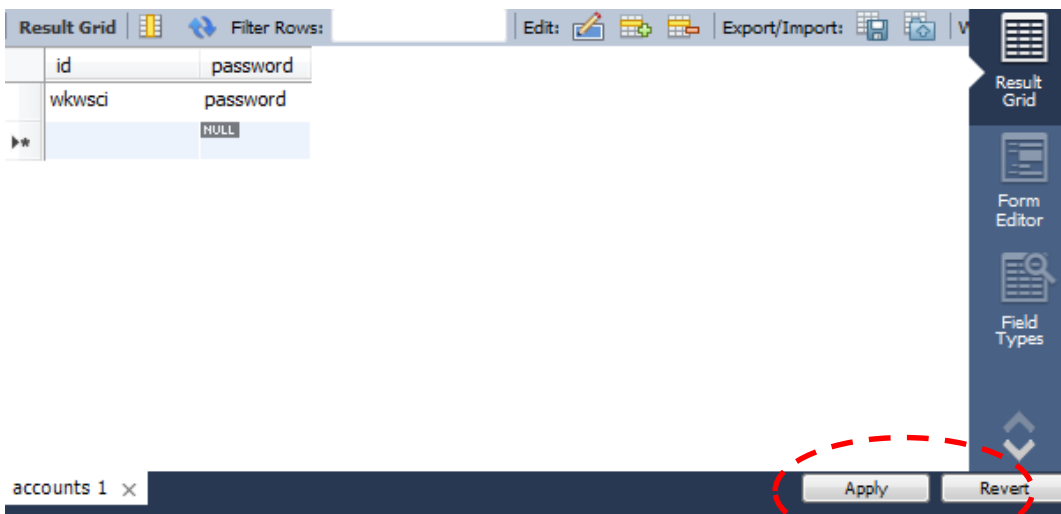 Result Grid Filter Rows: Edit: Export/Import: W
Result
Grid
id password
wkwsci password
NULL
Form
Editor
Field
Types
accounts 1 Apply Revert